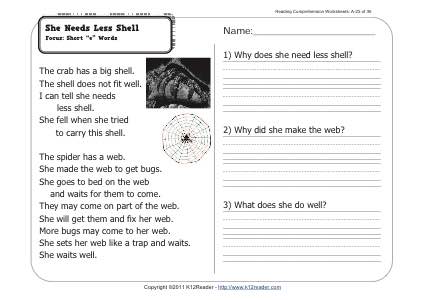 Reading Comprehension Worksheets: A-25 of 36
She Needs Less Shell
Focus: Short "e" Words
Name:
The crab has a big shell.
The shell does not fit well.
I can tell she needs
less shell.
She fell when she tried
to carry this shell.
The spider has a web.
She made the web to get bugs.
She goes to bed on the web
and waits for them to come.
They may come on part of the web.
She will get them and fix her web.
More bugs may come to her web.
She sets her web like a trap and waits.
She waits well.
1) Why does she need less shell?
2) Why did she make the web?
3) What does she do well?
Copyright ©2011 K12Reader - http://www.k12reader.com